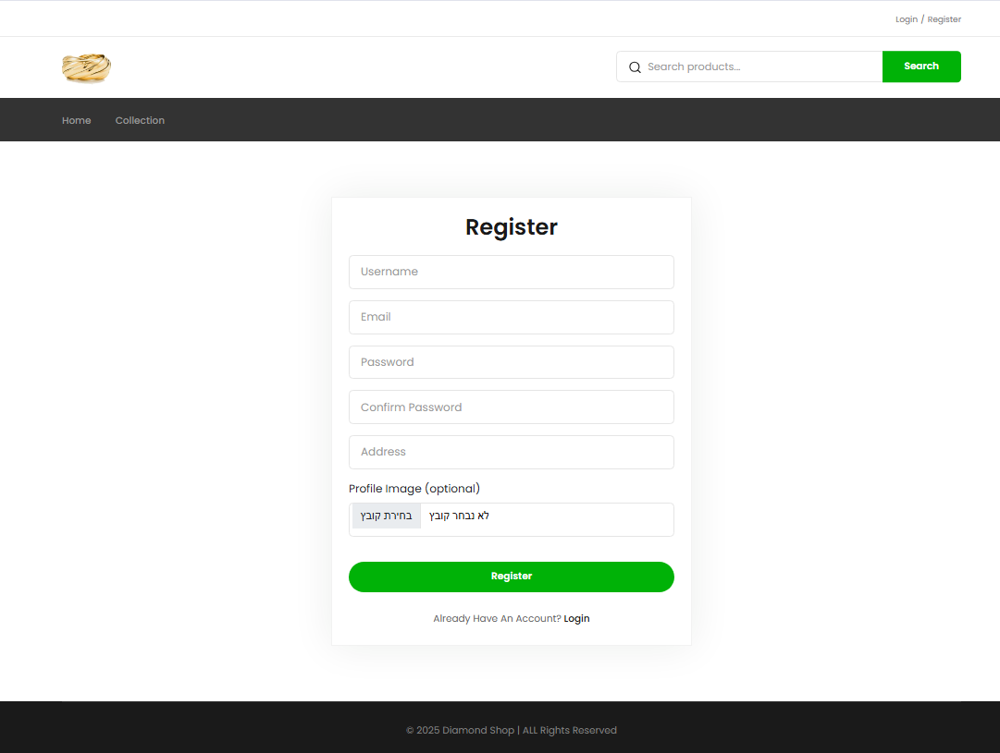 Login / Register
Search products...
Search
Home
Collection
Register
Username
Email
Password
Confirm Password
Address
Profile Image (optional)
בחירת קובץ
לא נבחר קובץ
Register
Already Have An Account? Login
© 2025 Diamond Shop | ALL Rights Reserved